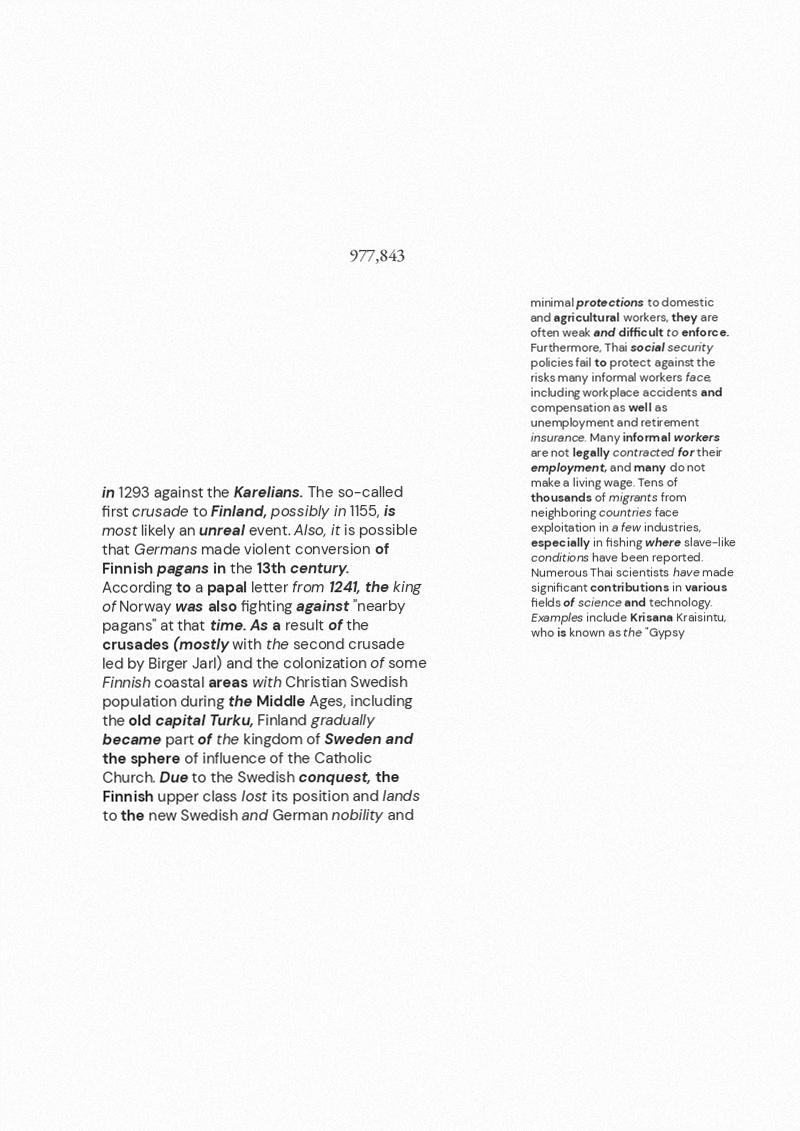 977,843
in 1293 against the Karelians. The so-called
first crusade to Finland, possibly in 1155, is
most likely an unreal event. Also, it is possible
that Germans made violent conversion of
Finnish pagans in the 13th century.
According to a papal letter from 1241, the king
of Norway was also fighting against "nearby
pagans" at that time. As a result of the
crusades (mostly with the second crusade
led by Birger Jarl) and the colonization of some
Finnish coastal areas with Christian Swedish
population during the Middle Ages, including
the old capital Turku, Finland gradually
became part of the kingdom of Sweden and
the sphere of influence of the Catholic
Church. Due to the Swedish conquest, the
Finnish upper class lost its position and lands
to the new Swedish and German nobility and
minimal protections to domestic
and agricultural workers, they are
often weak and difficult to enforce.
Furthermore, Thai social security
policies fail to protect against the
risks many informal workers face,
including workplace accidents and
compensation as well as
unemployment and retirement
insurance. Many informal workers
are not legally contracted for their
employment, and many do not
make a living wage. Tens of
thousands of migrants from
neighboring countries face
exploitation in a few industries,
especially in fishing where slave-like
conditions have been reported.
Numerous Thai scientists have made
significant contributions in various
fields of science and technology.
Examples include Krisana Kraisintu,
who is known as the "Gypsy